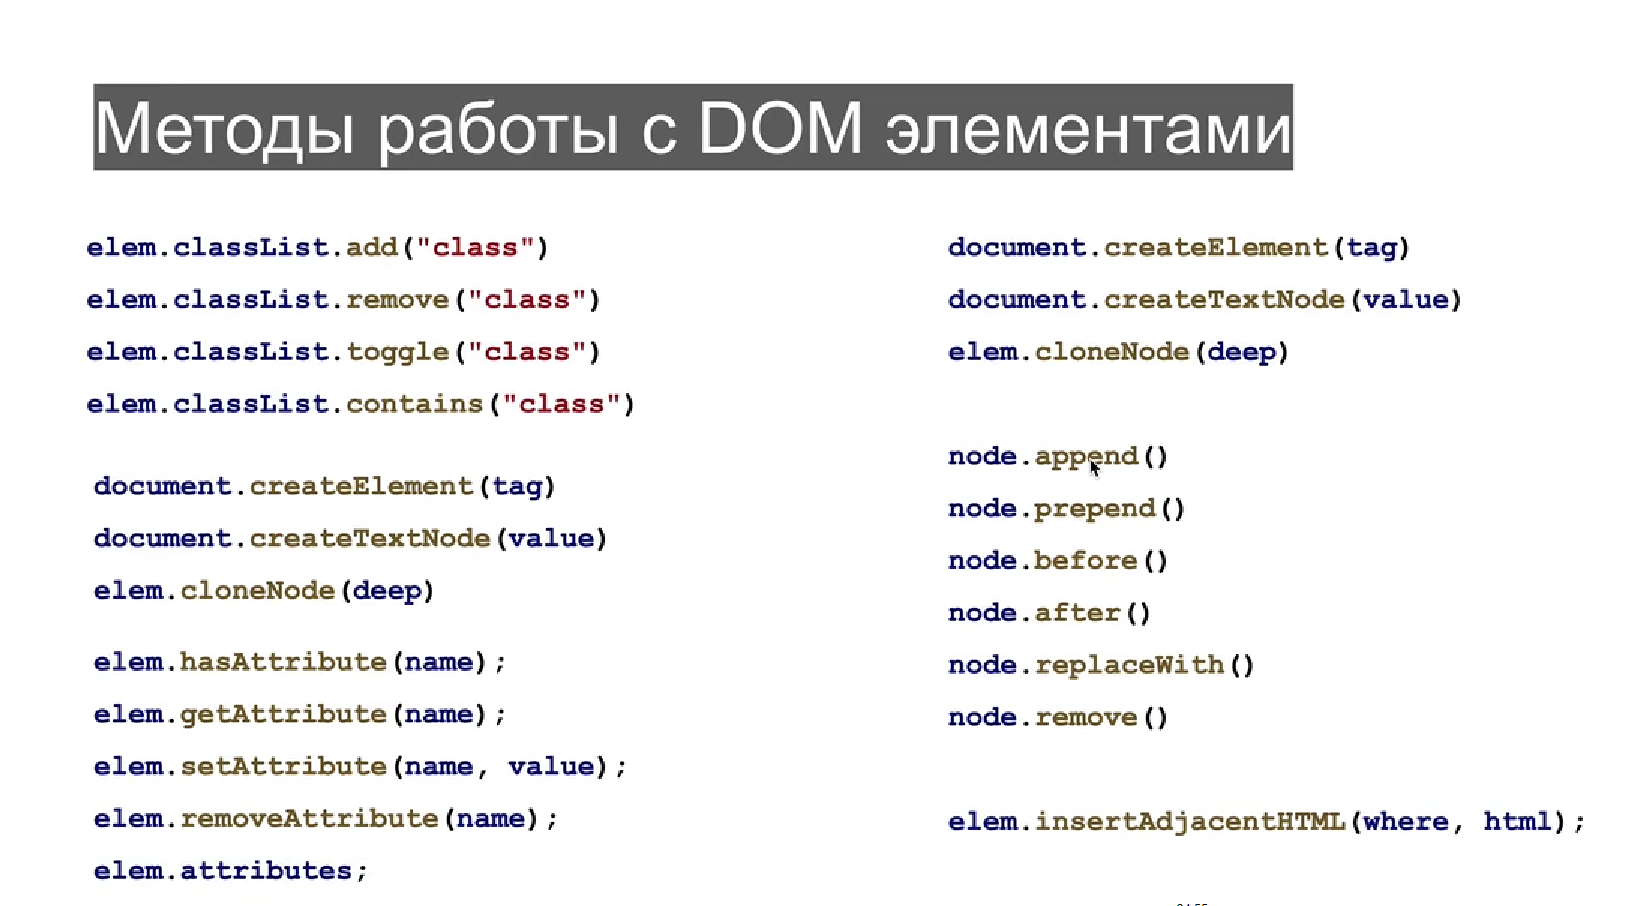 Методы работы с DOM элементами
elem.classList.add("class")
elem.classList.remove("class")
elem.classList.toggle("class")
elem.classList.contains("class")
document.createElement(tag)
document.createTextNode(value)
elem.cloneNode(deep)
elem.hasAttribute(name);
elem.getAttribute(name);
elem.setAttribute(name, value);
elem.removeAttribute(name);
elem.attributes;
document.createElement(tag)
document.createTextNode(value)
elem.cloneNode(deep)
node.append()
node.prepend()
node.before()
node.after()
node.replaceWith()
node.remove()
elem.insertAdjacentHTML(where, html);